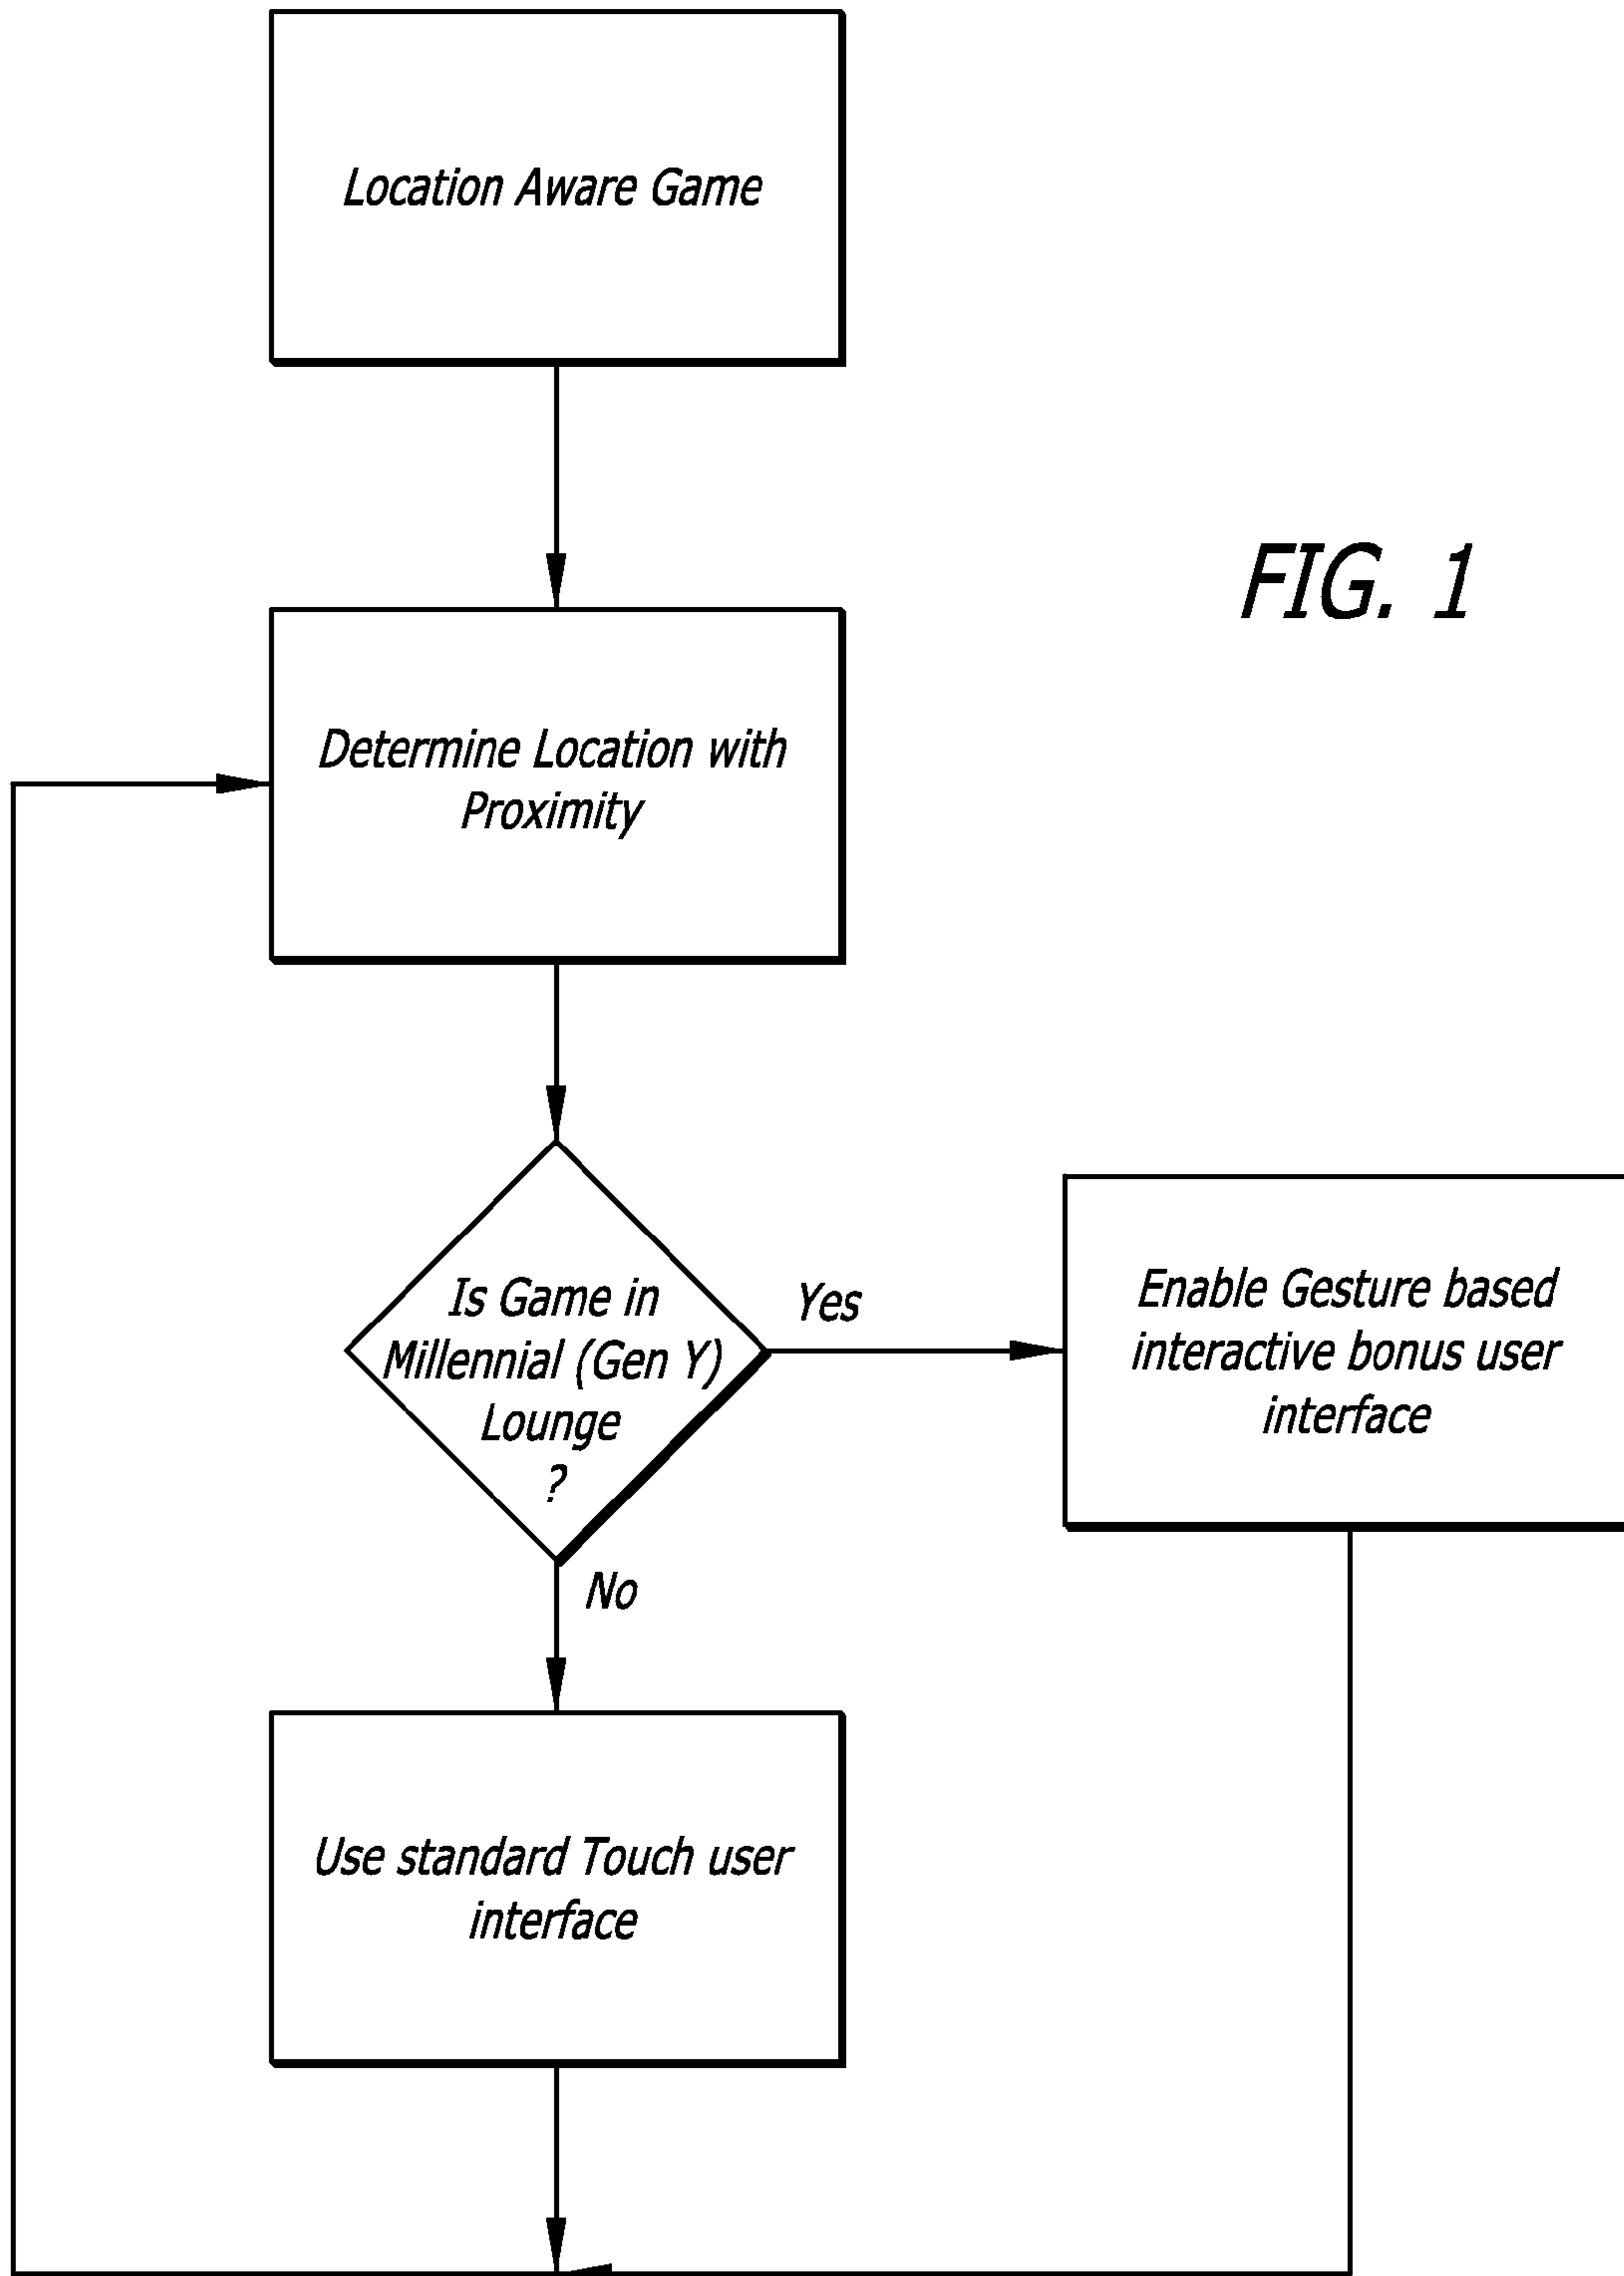 Location Aware Game
FIG. 1
Determine Location with
Proximity
Is Game in
Millennial (Gen Y)
Lounge
?
Yes
Enable Gesture based
interactive bonus user
interface
No
Use standard Touch user
interface